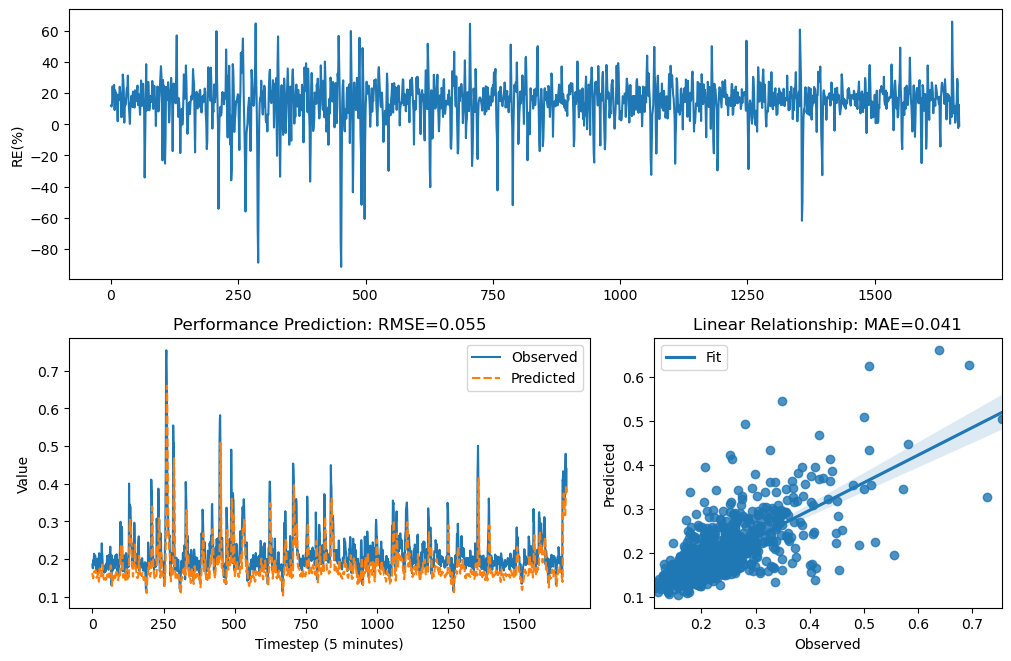 RE(%)
60
40
20
0
−20
−40
−60
−80
0 250 500 750 1000 1250 1500
Performance Prediction: RMSE=0.055
Value
0.7
0.6
0.5
0.4
0.3
0.2
0.1
Observed
Predicted
0 250 500 750 1000 1250 1500
Timestep (5 minutes)
Linear Relationship: MAE=0.041
Predicted
0.6
0.5
0.4
0.3
0.2
0.1
Fit
0.2 0.3 0.4 0.5 0.6 0.7
Observed